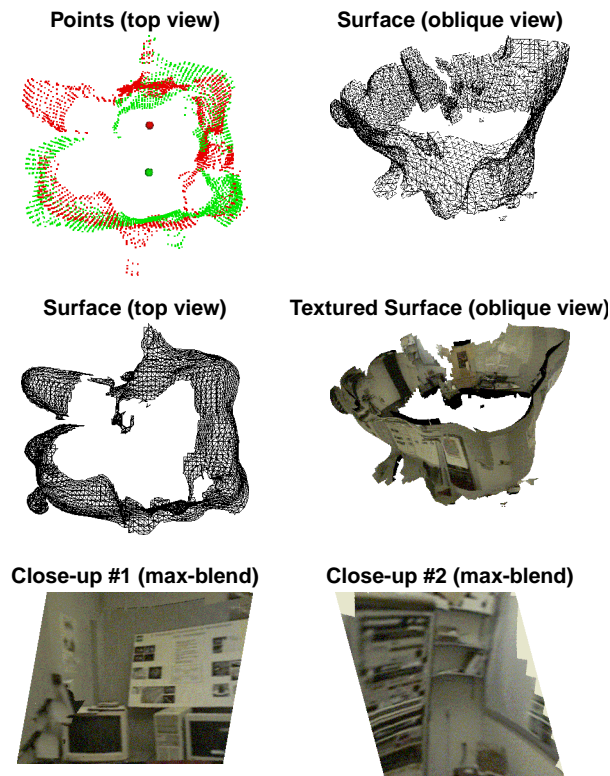 Points (top view)
Surface (oblique view)
Surface (top view)
Textured Surface (oblique view)
Close-up #1 (max-blend)
Close-up #2 (max-blend)